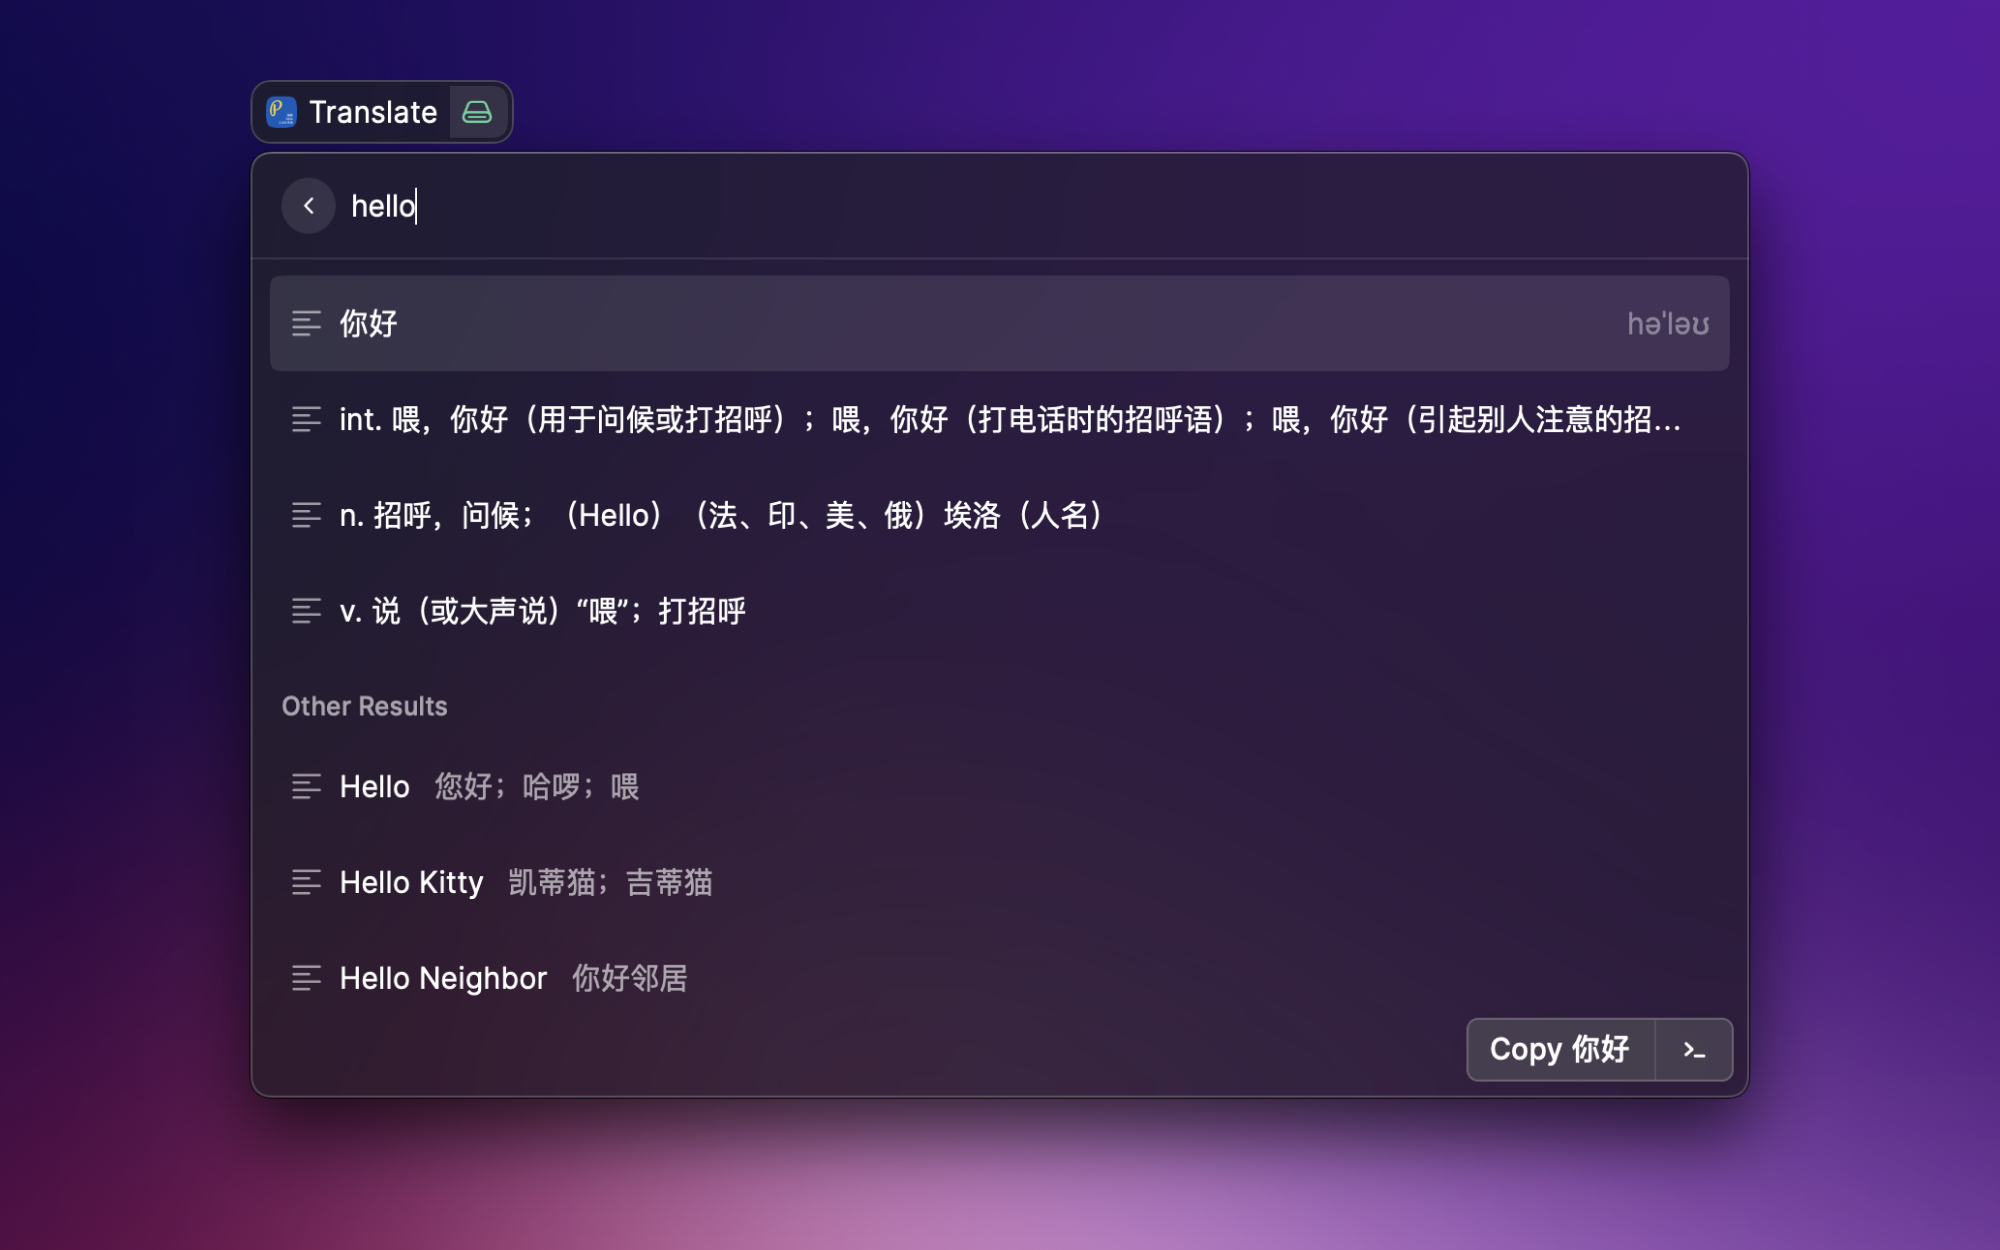 Translate
hello
你好 hə'ləʊ
int. 喂，你好（用于问候或打招呼）；喂，你好（打电话时的招呼语）；喂，你好（引起别人注意的招...
n. 招呼，问候；（Hello）（法、印、美、俄）埃洛（人名）
v. 说（或大声说）“喂”；打招呼
Other Results
Hello 您好；哈啰；喂
Hello Kitty 凯蒂猫；吉蒂猫
Hello Neighbor 你好邻居
Copy 你好